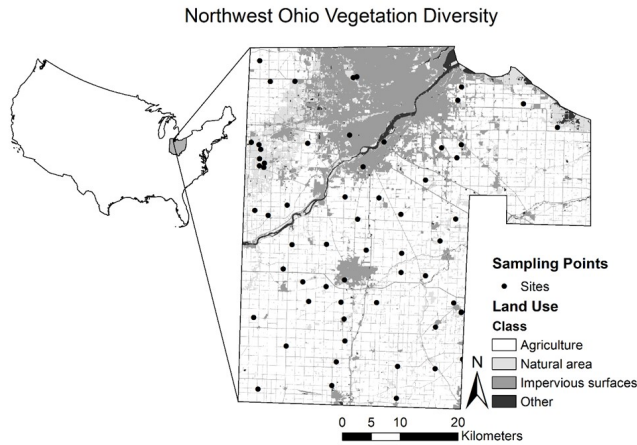 Northwest Ohio Vegetation Diversity
Sampling Points
Sites
Land Use
Class
Agriculture
Natural area
Impervious surfaces
Other
N
0 5 10 20
Kilometers